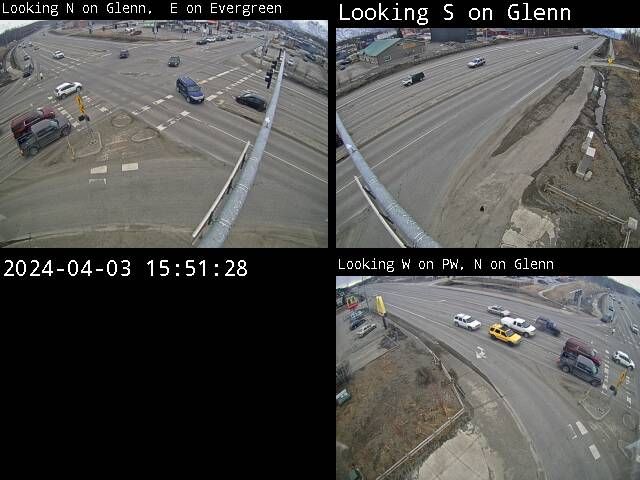 Looking N on Glenn, E on Evergreen
Looking S on Glenn
2024-04-03 15:51:28
Looking W on PW, N on Glenn